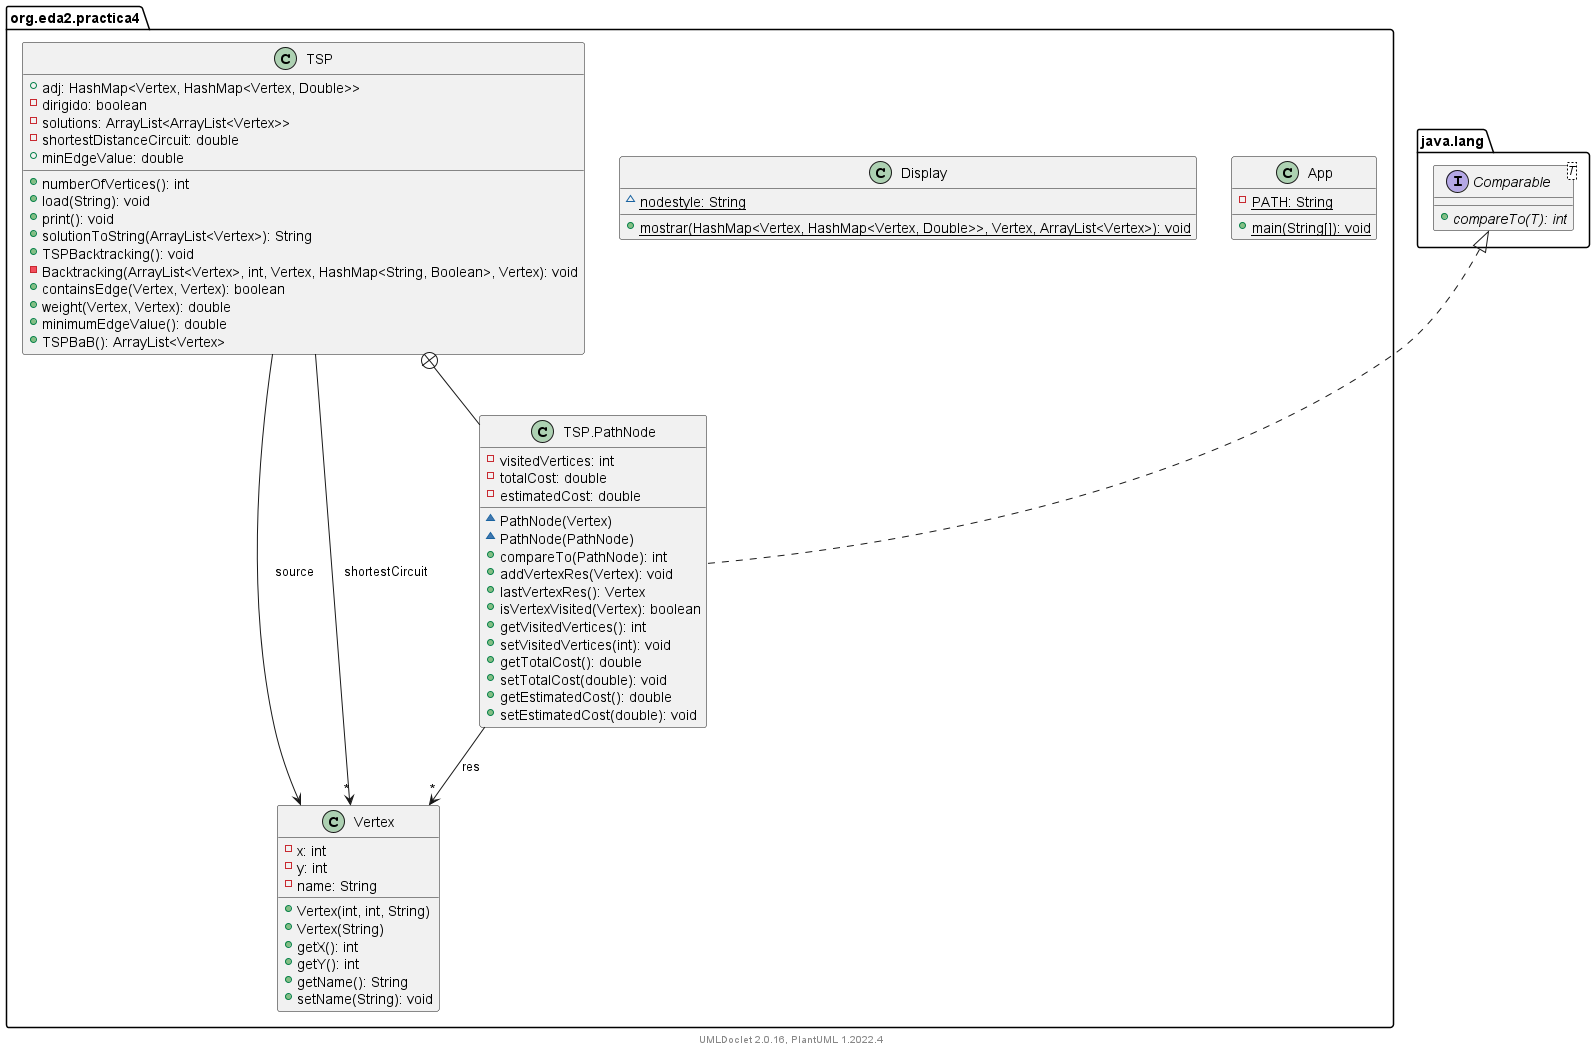 org.eda2.practica4
C TSP
adj: HashMap<Vertex, HashMap<Vertex, Double>>
dirigido: boolean
solutions: ArrayList<ArrayList<Vertex>>
shortestDistanceCircuit: double
minEdgeValue: double
numberOfVertices(): int
load(String): void
print(): void
solutionToString(ArrayList<Vertex>): String
TSPBacktracking(): void
Backtracking(ArrayList<Vertex>, int, Vertex, HashMap<String, Boolean>, Vertex): void
containsEdge(Vertex, Vertex): boolean
weight(Vertex, Vertex): double
minimumEdgeValue(): double
TSPBaB(): ArrayList<Vertex>
C Display
nodestyle: String
mostrar(HashMap<Vertex, HashMap<Vertex, Double>>, Vertex, ArrayList<Vertex>): void
C App
PATH: String
main(String[]): void
java.lang
I Comparable T
compareTo(T): int
C TSP.PathNode
visitedVertices: int
totalCost: double
estimatedCost: double
PathNode(Vertex)
PathNode(PathNode)
compareTo(PathNode): int
addVertexRes(Vertex): void
lastVertexRes(): Vertex
isVertexVisited(Vertex): boolean
getVisitedVertices(): int
setVisitedVertices(int): void
getTotalCost(): double
setTotalCost(double): void
getEstimatedCost(): double
setEstimatedCost(double): void
source
shortestCircuit
*
res
*
C Vertex
x: int
y: int
name: String
Vertex(int, int, String)
Vertex(String)
getX(): int
getY(): int
getName(): String
setName(String): void
UMLDoclet 2.0.16, PlantUML 1.2022.4